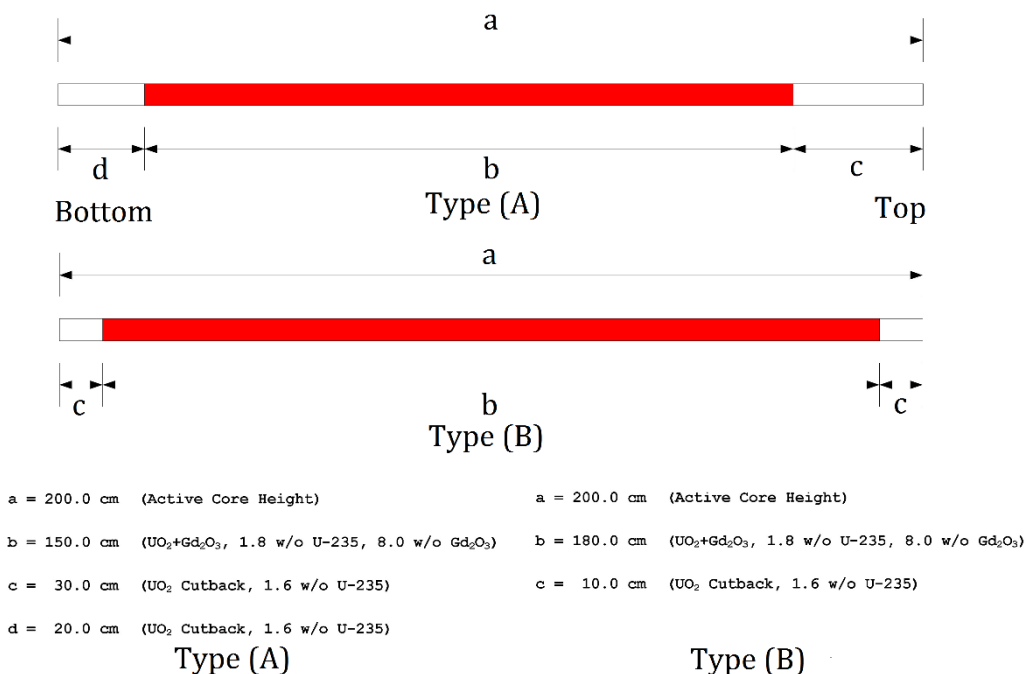 a
d b c
Bottom Type (A) Top
a
c b c
Type (B)
a = 200.0 cm (Active Core Height) a = 200.0 cm (Active Core Height)
b = 150.0 cm (UO₂+Gd₂O₃, 1.8 w/o U-235, 8.0 w/o Gd₂O₃) b = 180.0 cm (UO₂+Gd₂O₃, 1.8 w/o U-235, 8.0 w/o Gd₂O₃)
c = 30.0 cm (UO₂ Cutback, 1.6 w/o U-235) c = 10.0 cm (UO₂ Cutback, 1.6 w/o U-235)
d = 20.0 cm (UO₂ Cutback, 1.6 w/o U-235)
Type (A) Type (B)